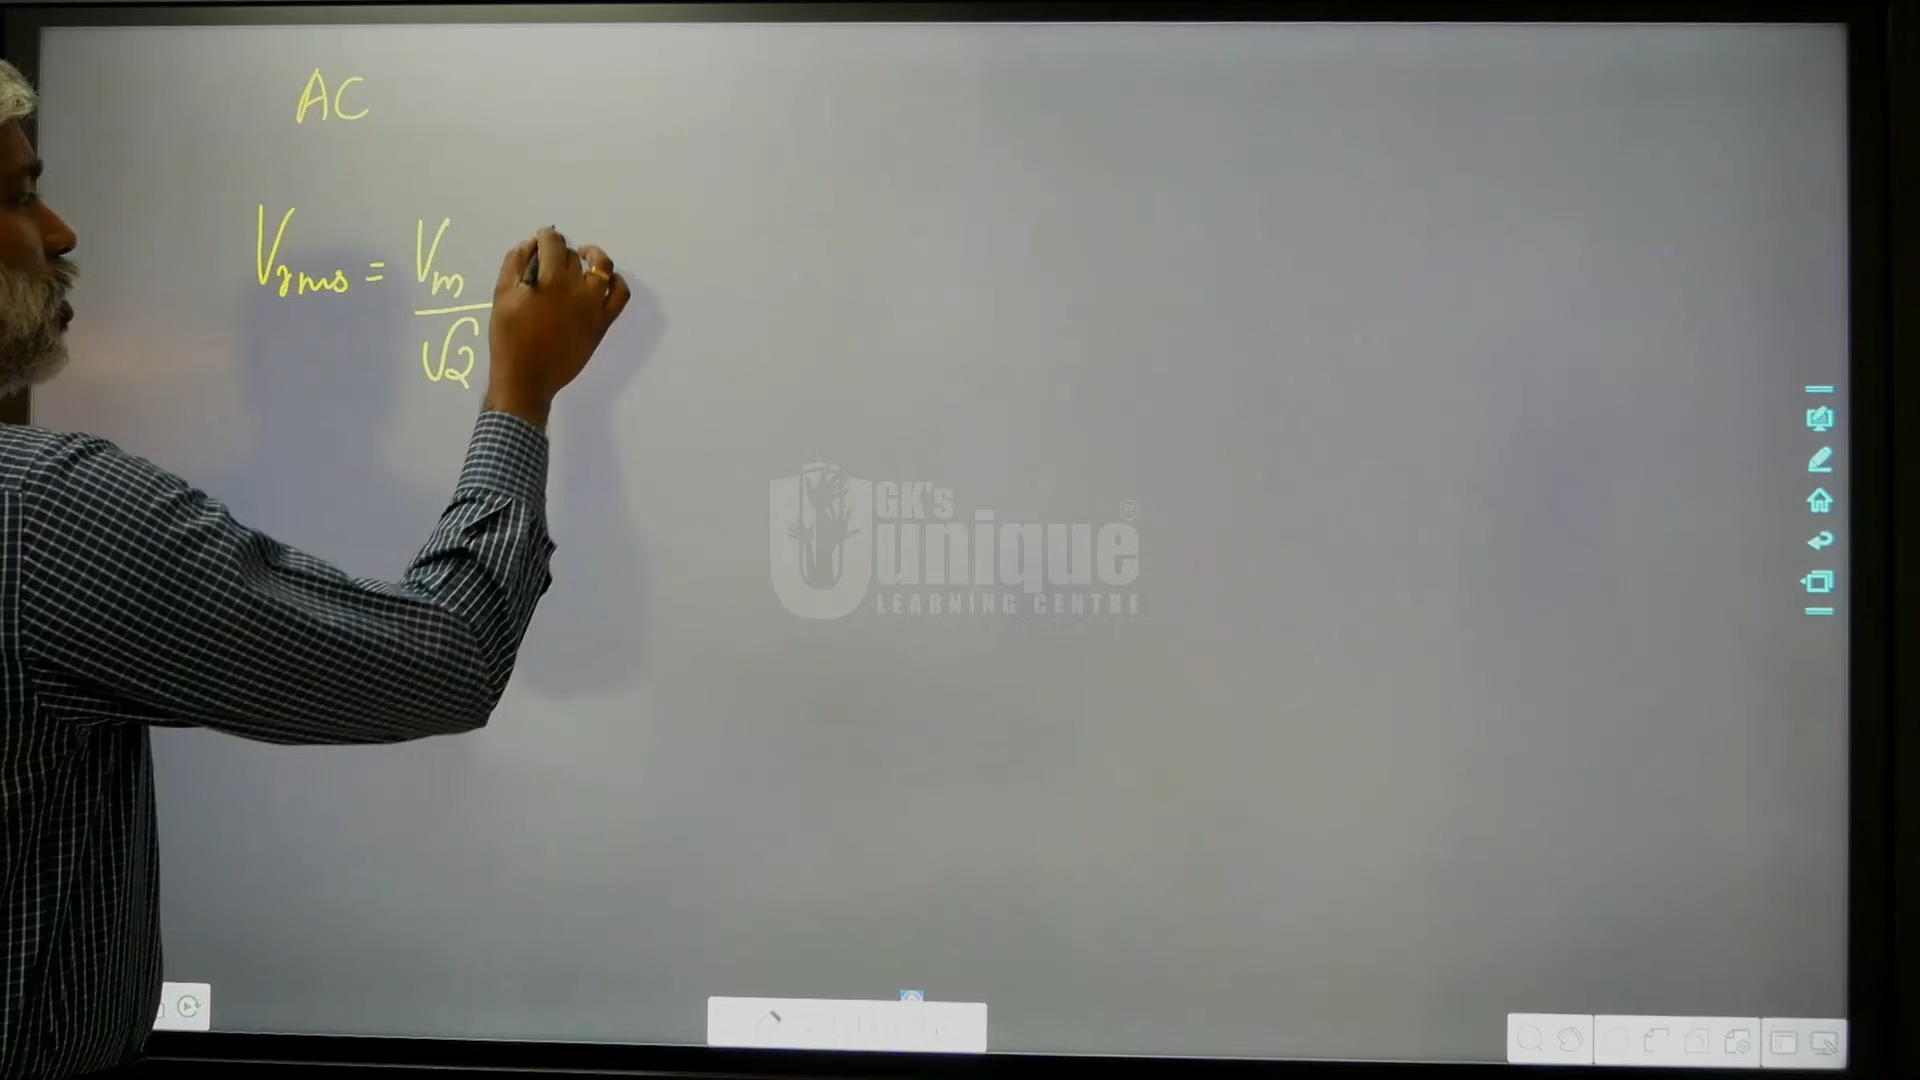 AC
Vrms = Vm
√2
GK's
unique®
LEARNING CENTRE